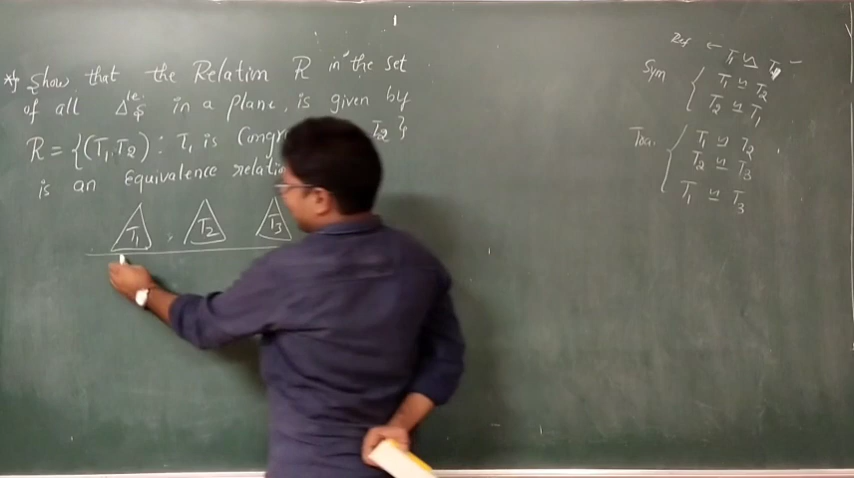 *) Show that the Relation R in the set
of all Δles in a plane, is given by
R = {(T1,T2) : T1 is Congr T2}
is an Equivalence relati
T1 , T2 T3
Ref ← T1 ≅ T1
Sym { T1 ≅ T2
T2 ≅ T1
Tra. { T1 ≅ T2
T2 ≅ T3
T1 ≅ T3